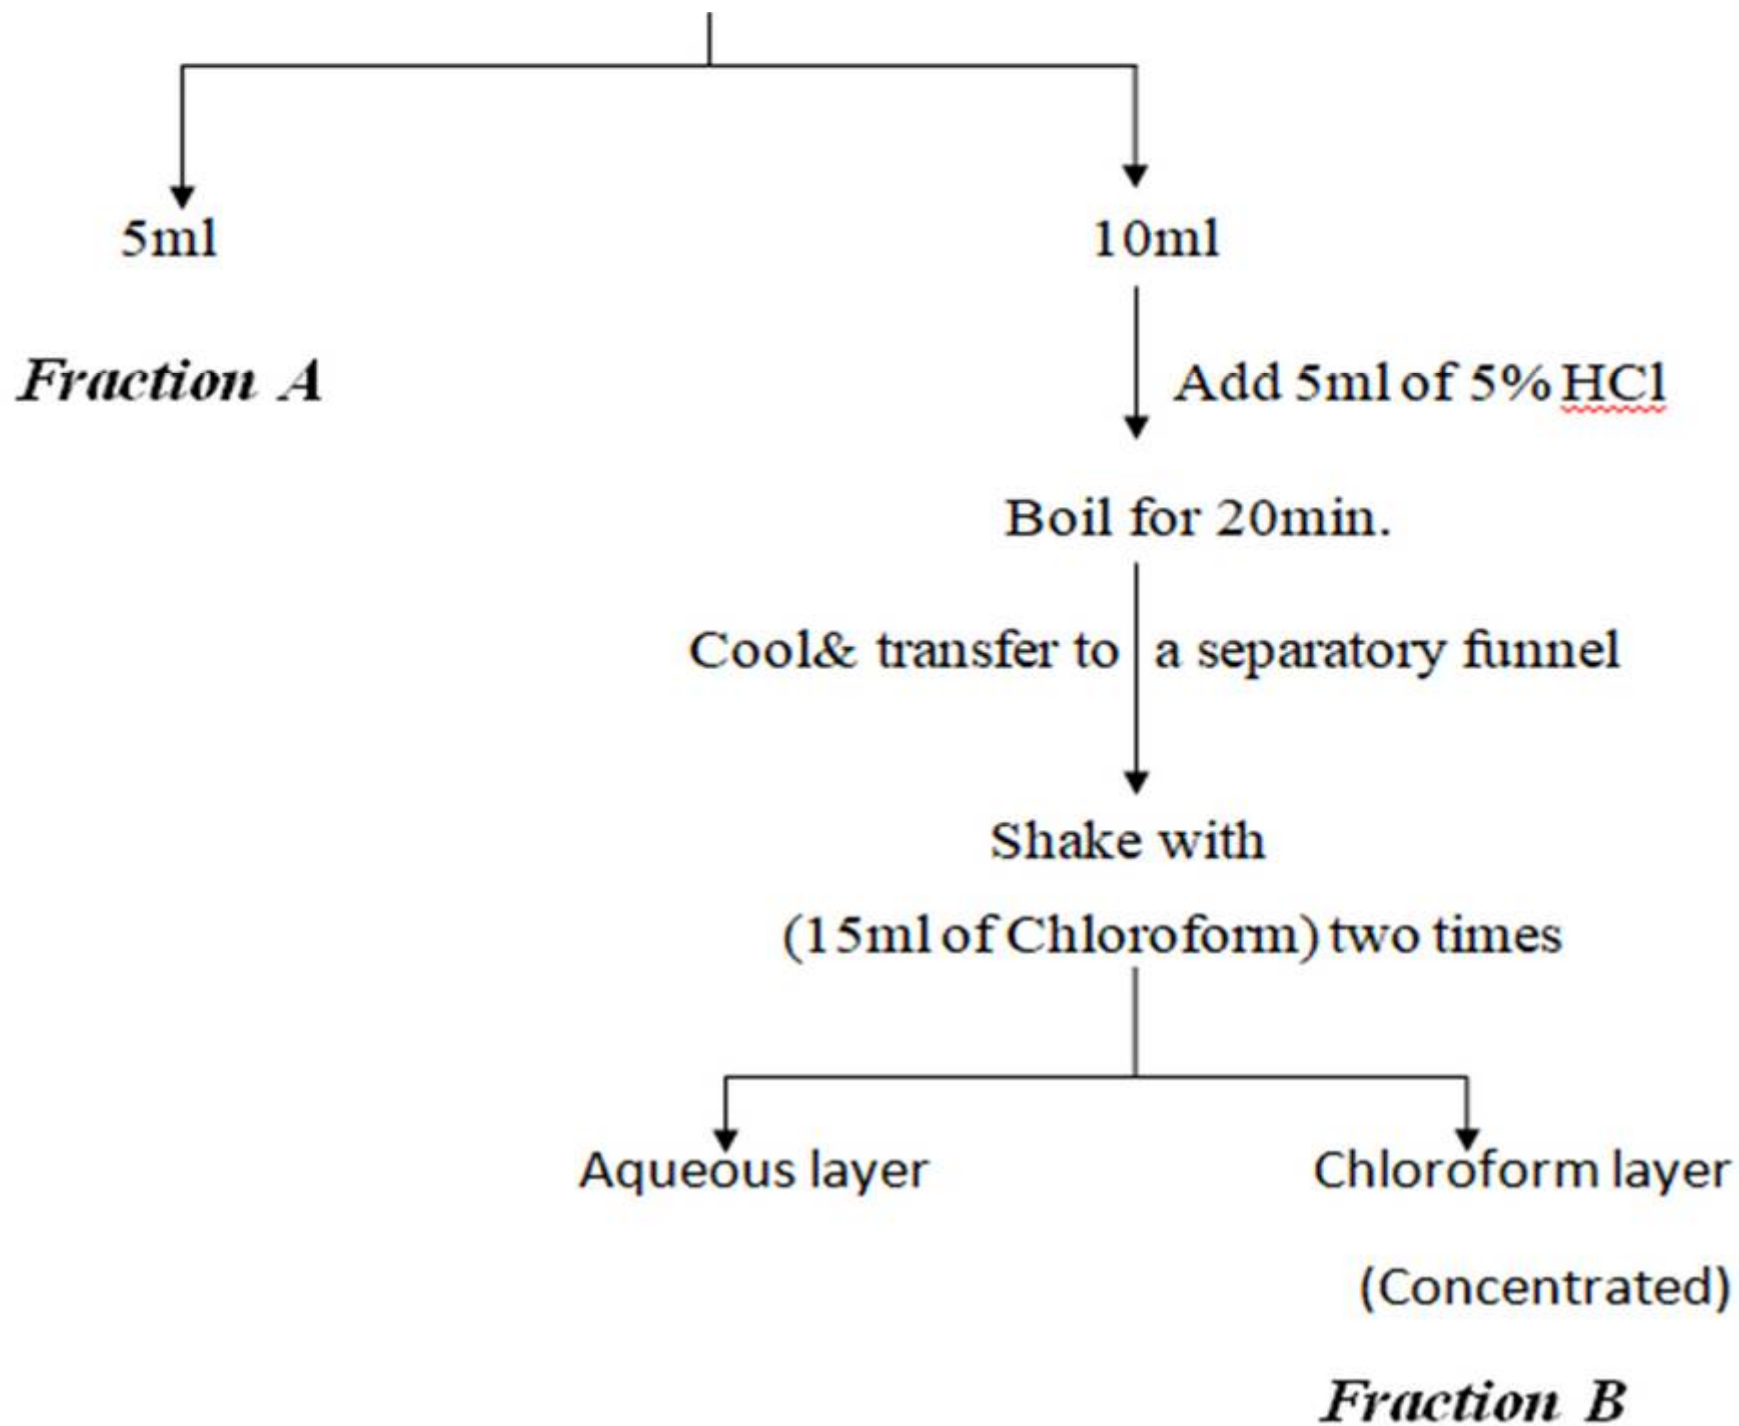 5ml
10ml
Fraction A
Add 5ml of 5% HCl
Boil for 20min.
Cool& transfer to a separatory funnel
Shake with
(15ml of Chloroform) two times
Aqueous layer
Chloroform layer
(Concentrated)
Fraction B